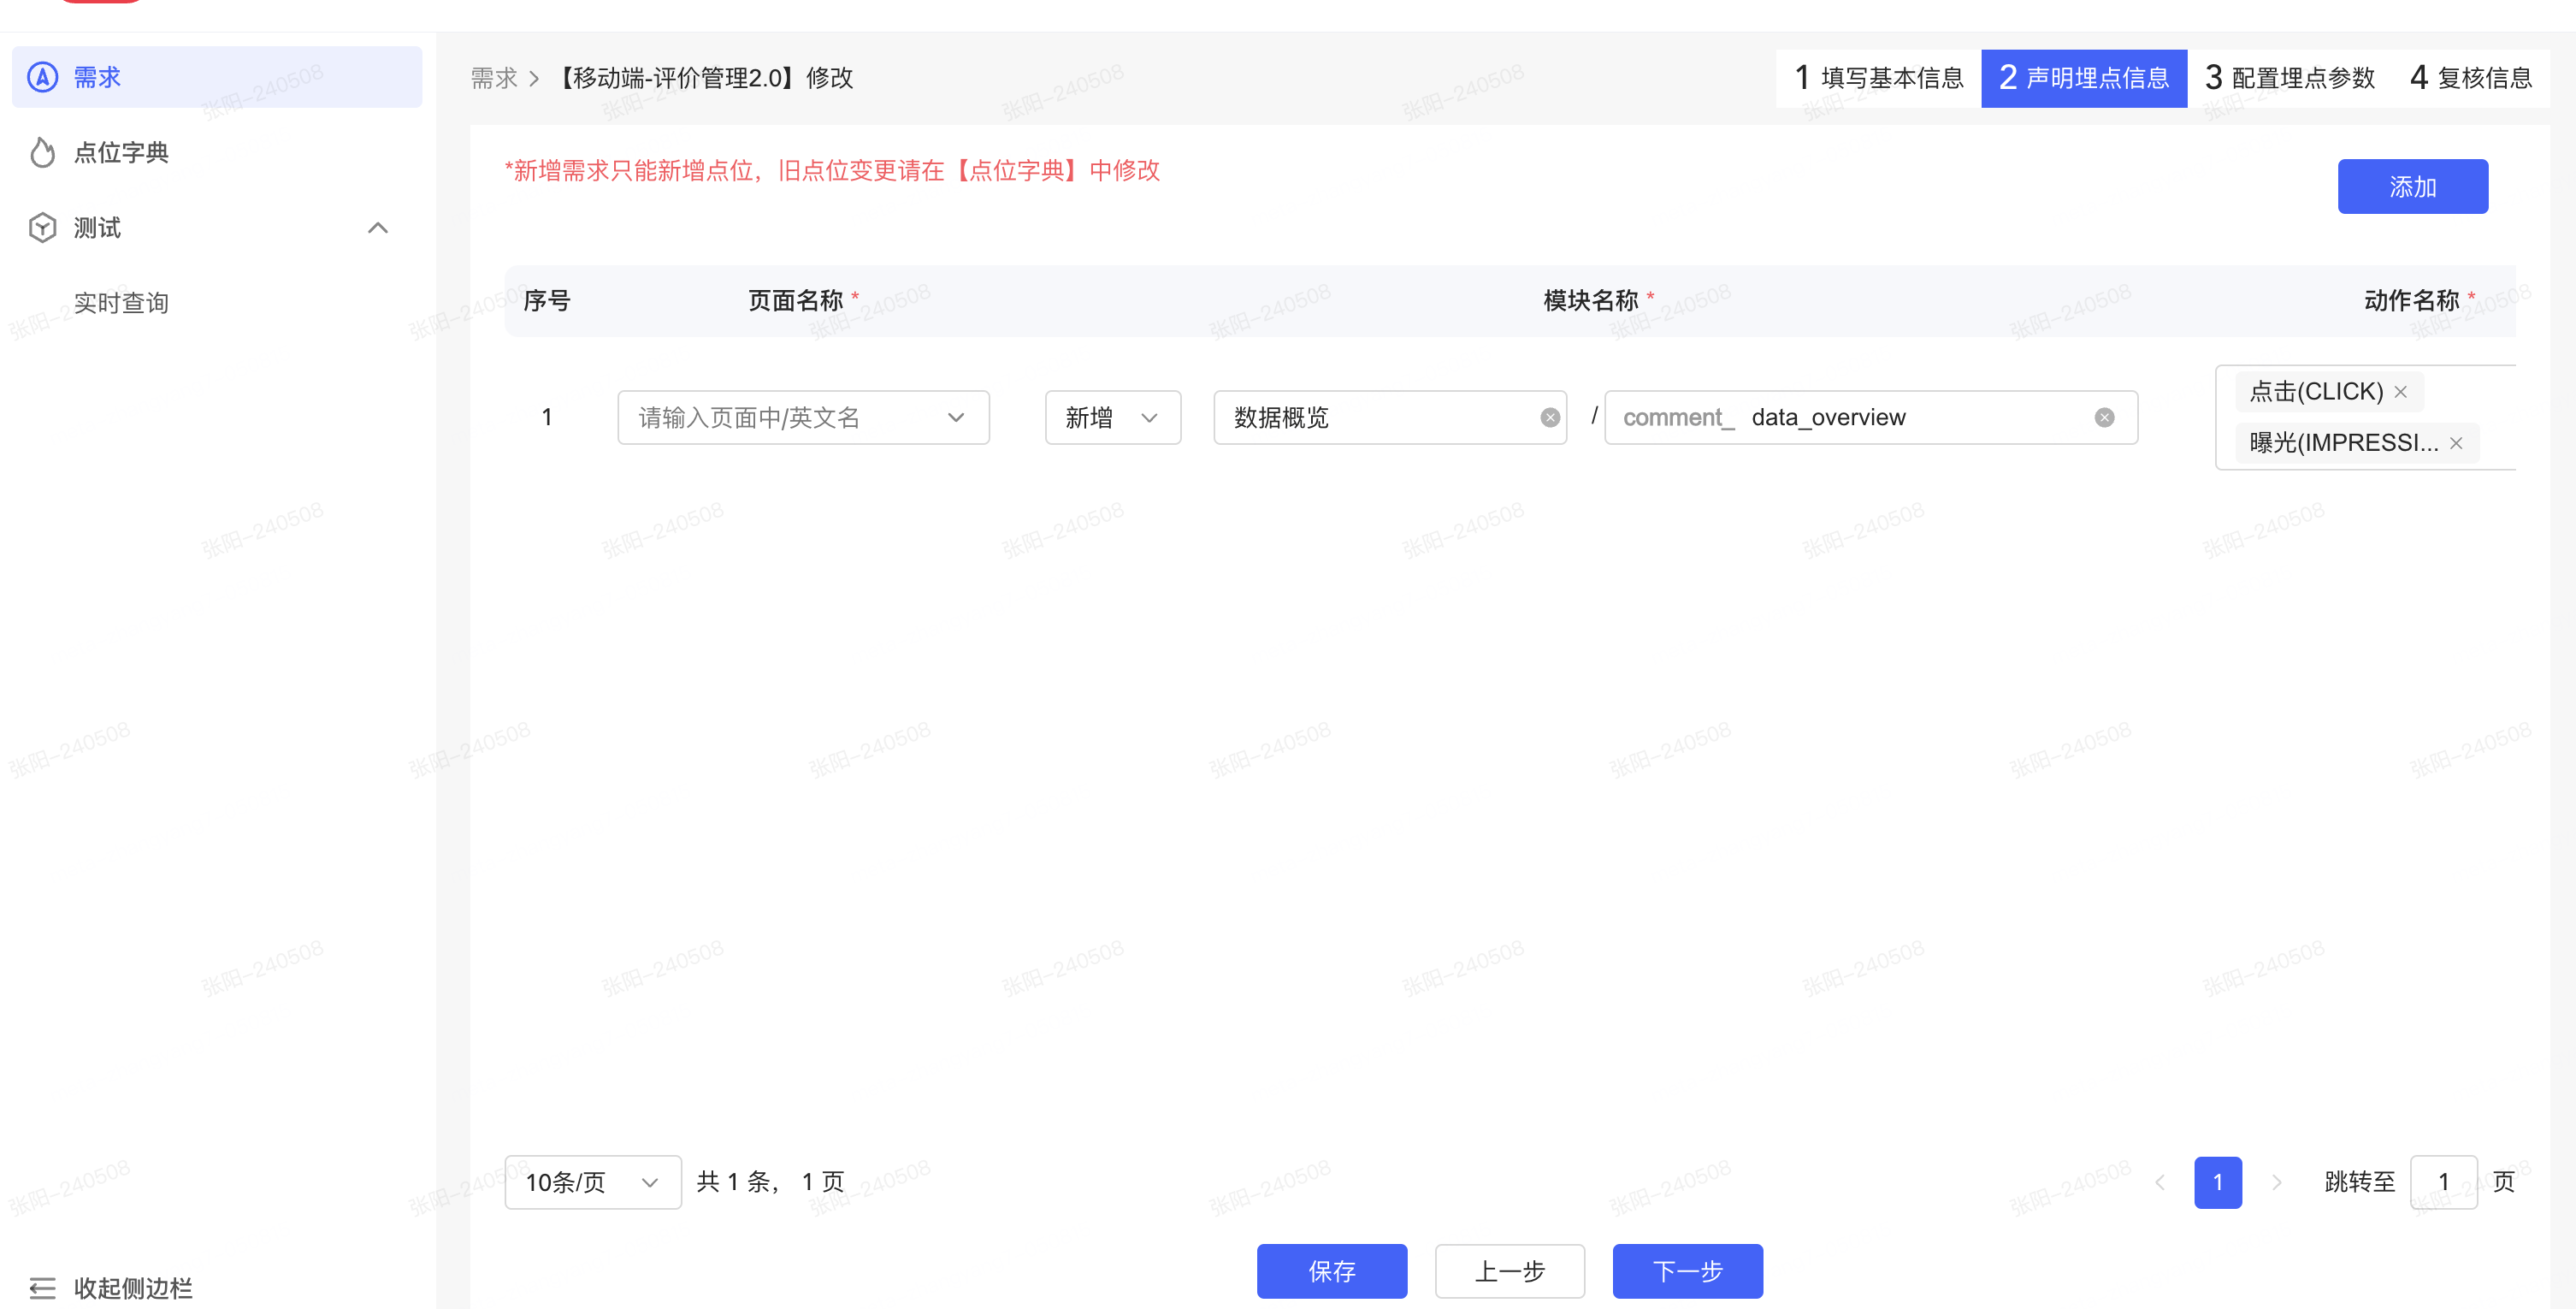 需求
点位字典
测试
实时查询
收起侧边栏
需求 > 【移动端-评价管理2.0】修改
1 填写基本信息 2 声明埋点信息 3 配置埋点参数 4 复核信息
*新增需求只能新增点位，旧点位变更请在【点位字典】中修改
添加
序号 页面名称 * 模块名称 * 动作名称 *
1 请输入页面中/英文名 新增 数据概览 / comment_ data_overview
点击(CLICK) ×
曝光(IMPRESSI... ×
10条/页 共 1 条， 1 页
1 跳转至 1 页
保存 上一步 下一步
张阳-240508